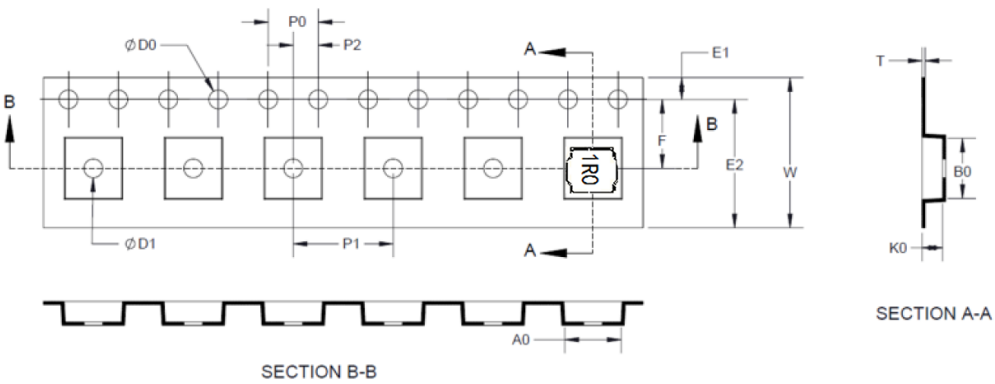 P0
ØD0
P2
A
E1
T
B
B
F
E2
W
1R0
B0
ØD1
P1
A
K0
A0
SECTION A-A
SECTION B-B